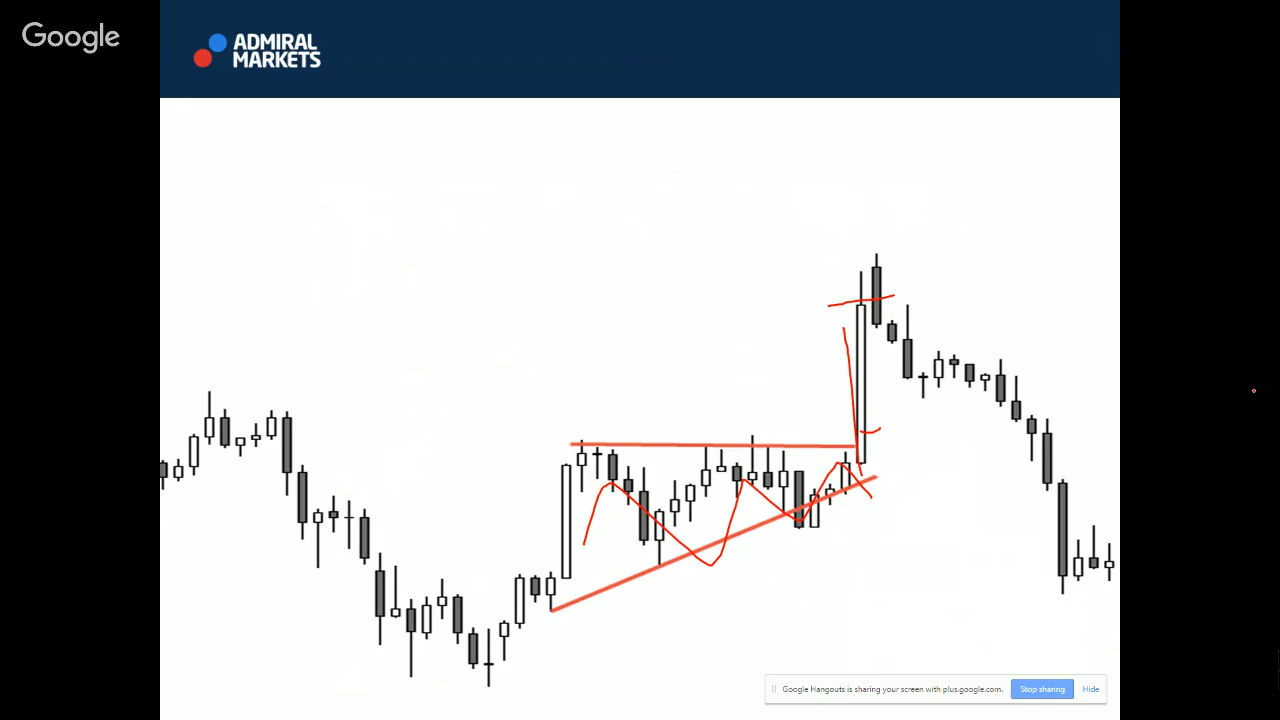 Google
ADMIRAL
MARKETS
Google Hangouts is sharing your screen with plus.google.com.
Stop sharing
Hide